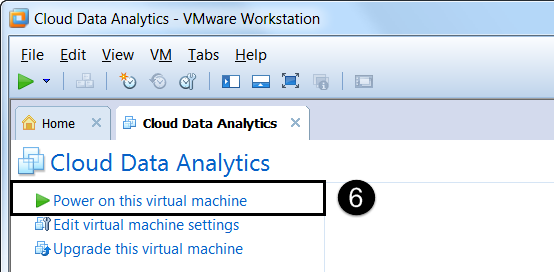 Cloud Data Analytics - VMware Workstation
File Edit View VM Tabs Help
Home Cloud Data Analytics
Cloud Data Analytics
Power on this virtual machine 6
Edit virtual machine settings
Upgrade this virtual machine